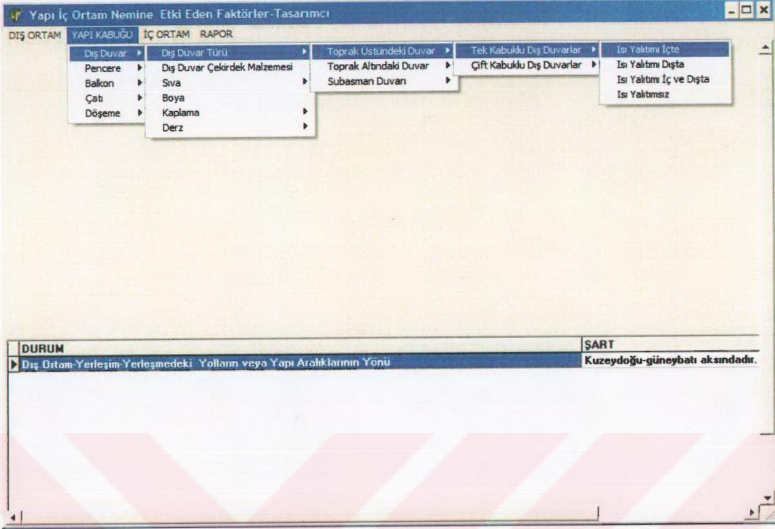 Yapı İç Ortam Nemine Etki Eden Faktörler-Tasarımcı
DIŞ ORTAM YAPI KABUĞU İÇ ORTAM RAPOR
Dış Duvar
Pencere
Balkon
Çatı
Döşeme
Dış Duvar Türü
Dış Duvar Çekirdek Malzemesi
Sıva
Boya
Kaplama
Derz
Toprak Üstündeki Duvar
Toprak Altındaki Duvar
Subasman Duvarı
Tek Kabuklu Dış Duvarlar
Çift Kabuklu Dış Duvarlar
Isı Yalıtımı İçte
Isı Yalıtımı Dışta
Isı Yalıtımı İç ve Dışta
Isı Yalıtımsız
DURUM ŞART
Dış Ortam-Yerleşim-Yerleşmedeki Yolların veya Yapı Aralıklarının Yönü Kuzeydoğu-güneybatı aksındadır.